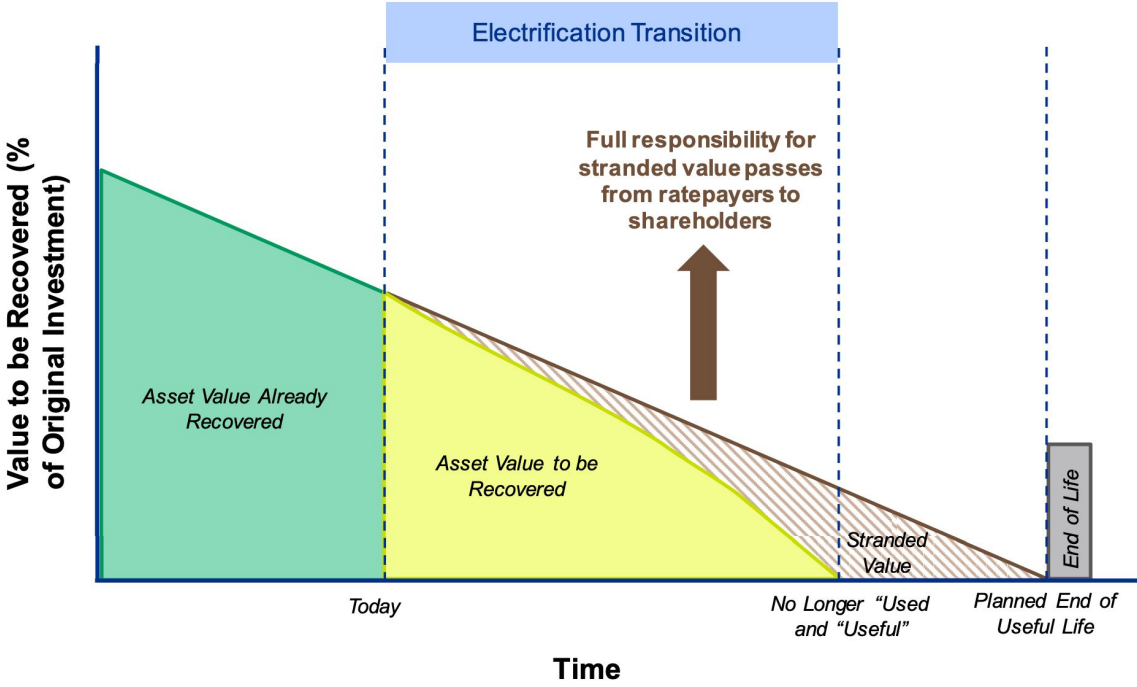 Electrification Transition
Full responsibility for
stranded value passes
from ratepayers to
shareholders
Value to be Recovered (%
of Original Investment)
Asset Value Already
Recovered
Asset Value to be
Recovered
Stranded
Value
End of Life
Today
No Longer “Used
and “Useful”
Planned End of
Useful Life
Time